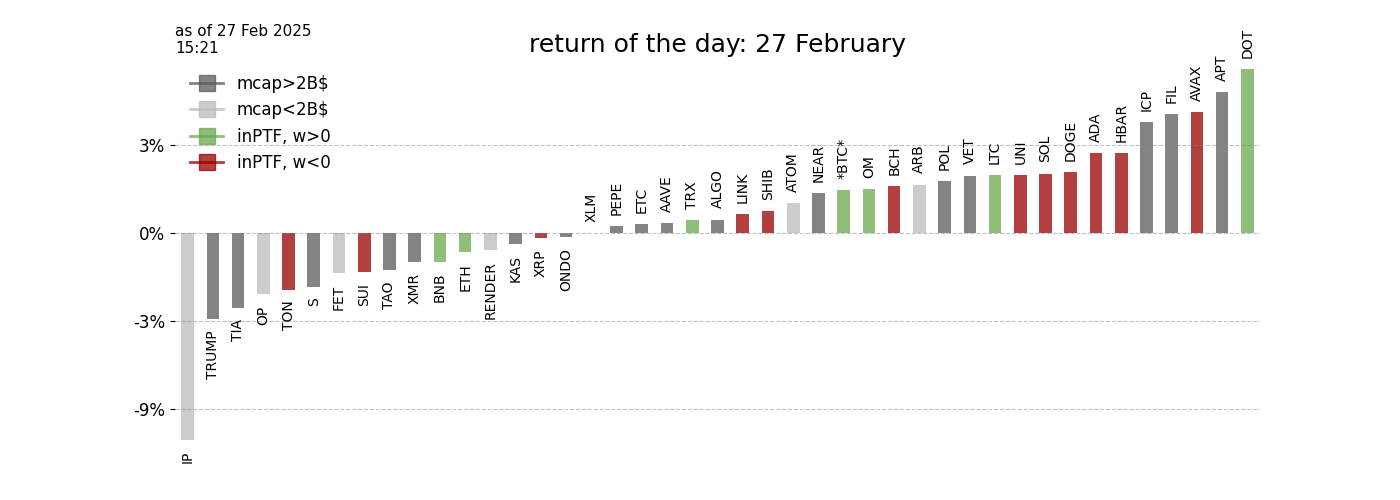 as of 27 Feb 2025
15:21
return of the day: 27 February
mcap>2B$
mcap<2B$
inPTF, w>0
inPTF, w<0
3%
0%
-3%
-9%
IP
TRUMP
TIA
OP
TON
S
FET
SUI
TAO
XMR
BNB
ETH
RENDER
KAS
XRP
ONDO
XLM
PEPE
ETC
AAVE
TRX
ALGO
LINK
SHIB
ATOM
NEAR
*BTC*
OM
BCH
ARB
POL
VET
LTC
UNI
SOL
DOGE
ADA
HBAR
ICP
FIL
AVAX
APT
DOT